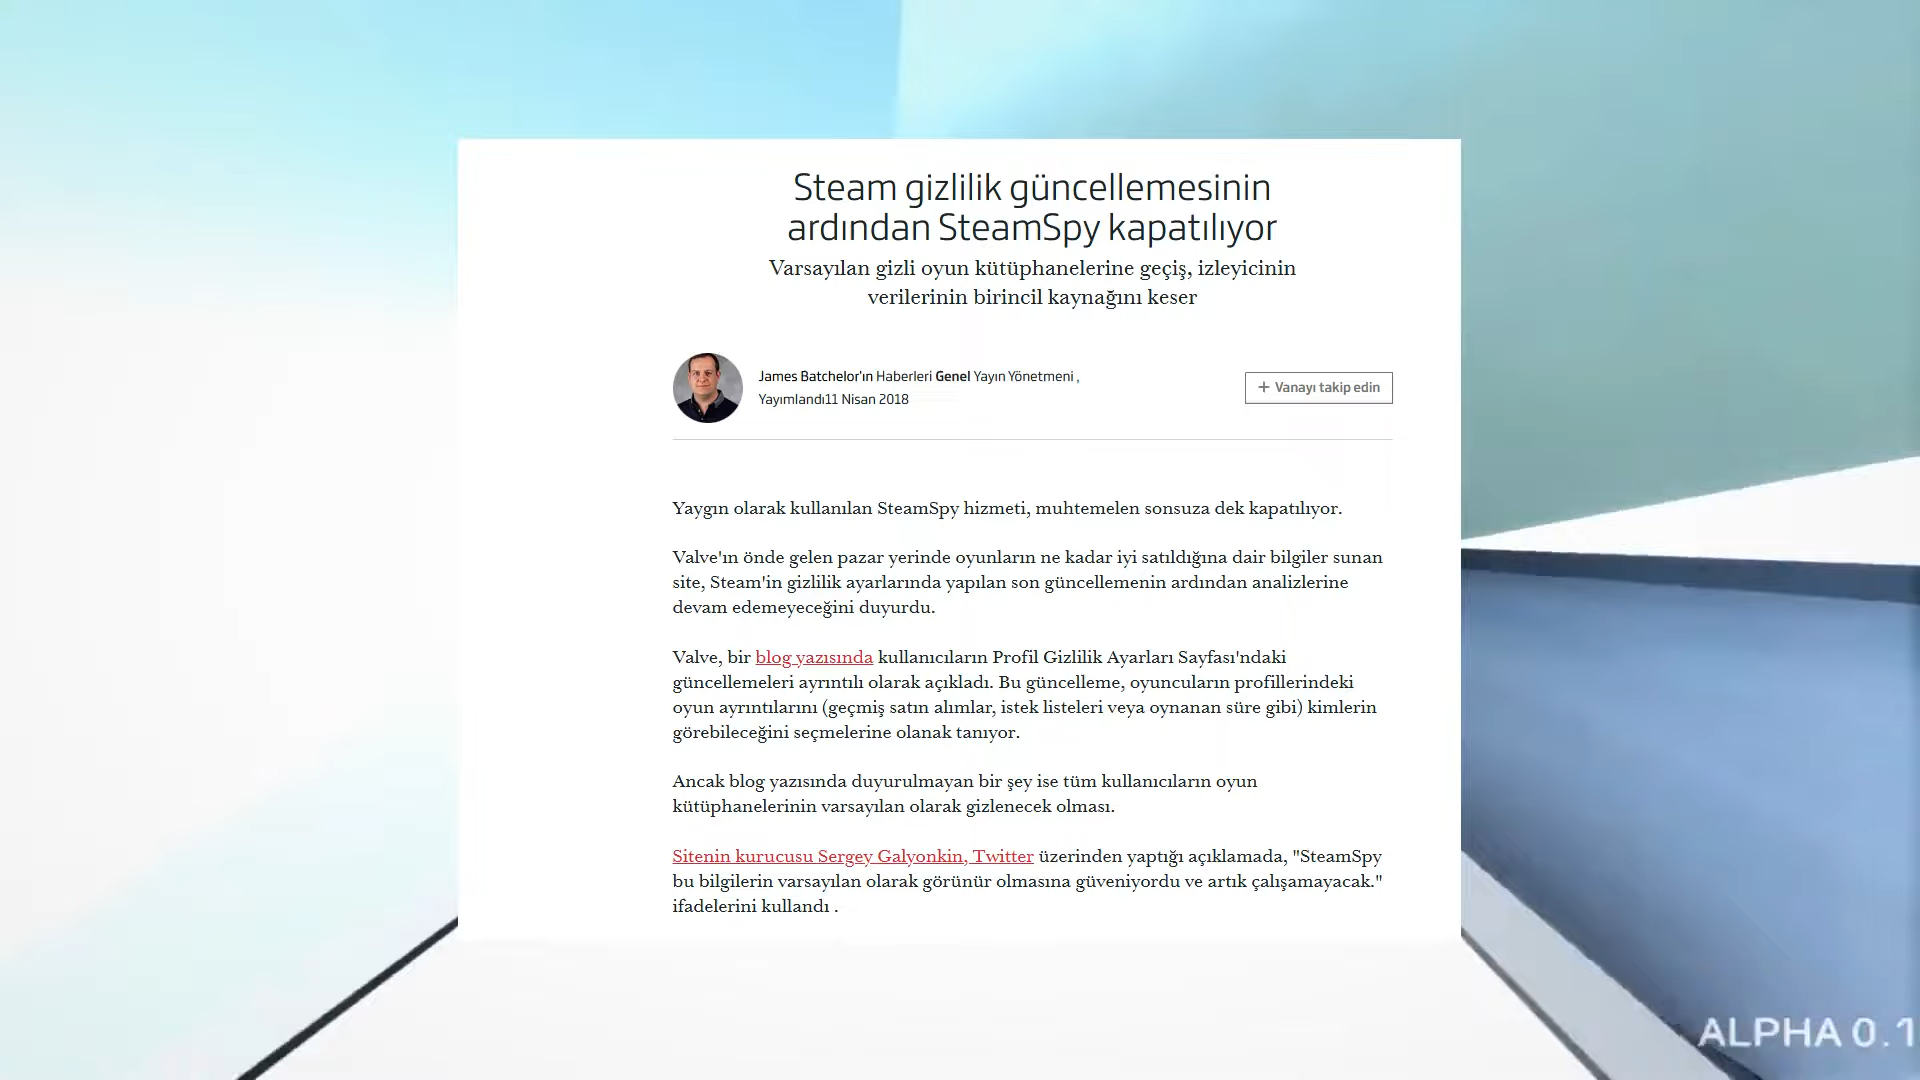 Steam gizlilik güncellemesinin
ardından SteamSpy kapatılıyor
Varsayılan gizli oyun kütüphanelerine geçiş, izleyicinin
verilerinin birincil kaynağını keser
James Batchelor'ın Haberleri Genel Yayın Yönetmeni ,
Yayımlandı11 Nisan 2018
+ Vanayı takip edin
Yaygın olarak kullanılan SteamSpy hizmeti, muhtemelen sonsuza dek kapatılıyor.
Valve'ın önde gelen pazar yerinde oyunların ne kadar iyi satıldığına dair bilgiler sunan
site, Steam'in gizlilik ayarlarında yapılan son güncellemenin ardından analizlerine
devam edemeyeceğini duyurdu.
Valve, bir blog yazısında kullanıcıların Profil Gizlilik Ayarları Sayfası'ndaki
güncellemeleri ayrıntılı olarak açıkladı. Bu güncelleme, oyuncuların profillerindeki
oyun ayrıntılarını (geçmiş satın alımlar, istek listeleri veya oynanan süre gibi) kimlerin
görebileceğini seçmelerine olanak tanıyor.
Ancak blog yazısında duyurulmayan bir şey ise tüm kullanıcıların oyun
kütüphanelerinin varsayılan olarak gizlenecek olması.
Sitenin kurucusu Sergey Galyonkin, Twitter üzerinden yaptığı açıklamada, "SteamSpy
bu bilgilerin varsayılan olarak görünür olmasına güveniyordu ve artık çalışamayacak."
ifadelerini kullandı .
ALPHA 0.1